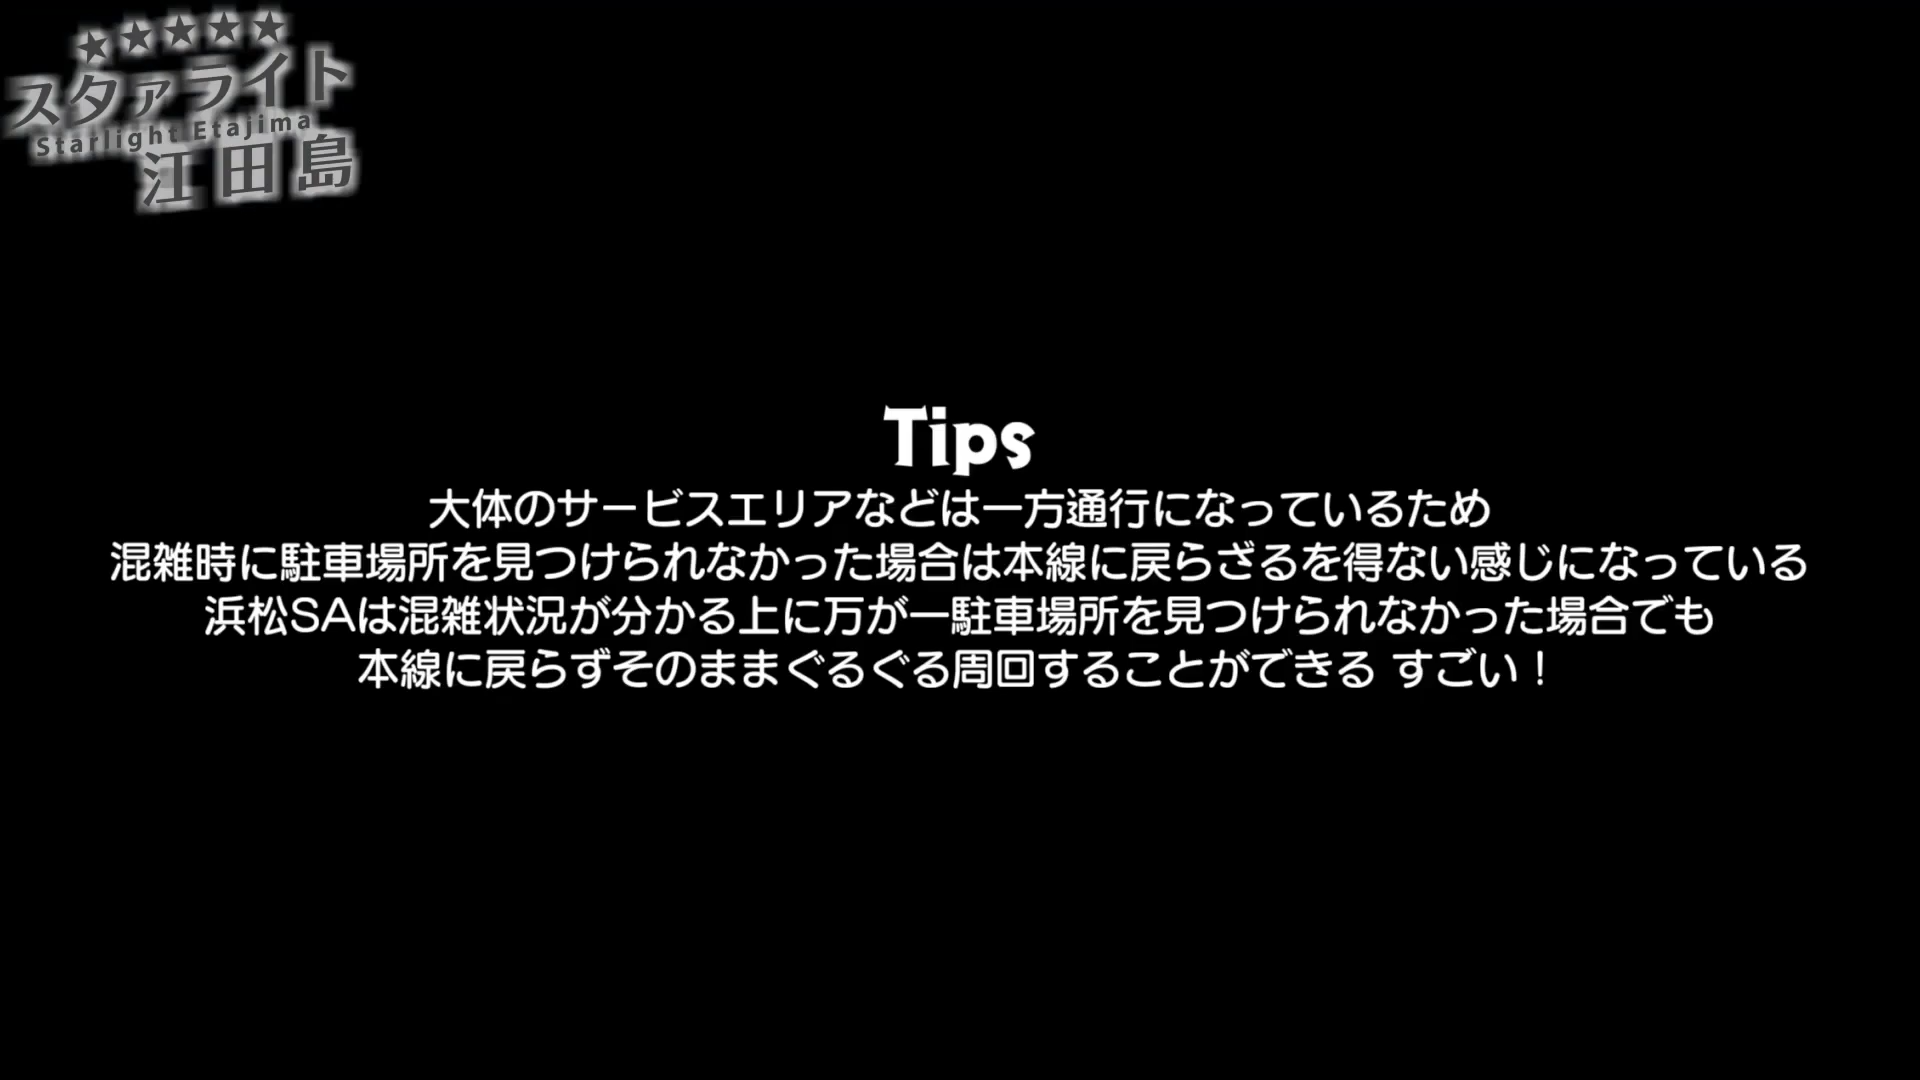 ★★★★★
スタァライト
Starlight Etajima
江田島
Tips
大体のサービスエリアなどは一方通行になっているため
混雑時に駐車場所を見つけられなかった場合は本線に戻らざるを得ない感じになっている
浜松SAは混雑状況が分かる上に万が一駐車場所を見つけられなかった場合でも
本線に戻らずそのままぐるぐる周回することができる すごい！